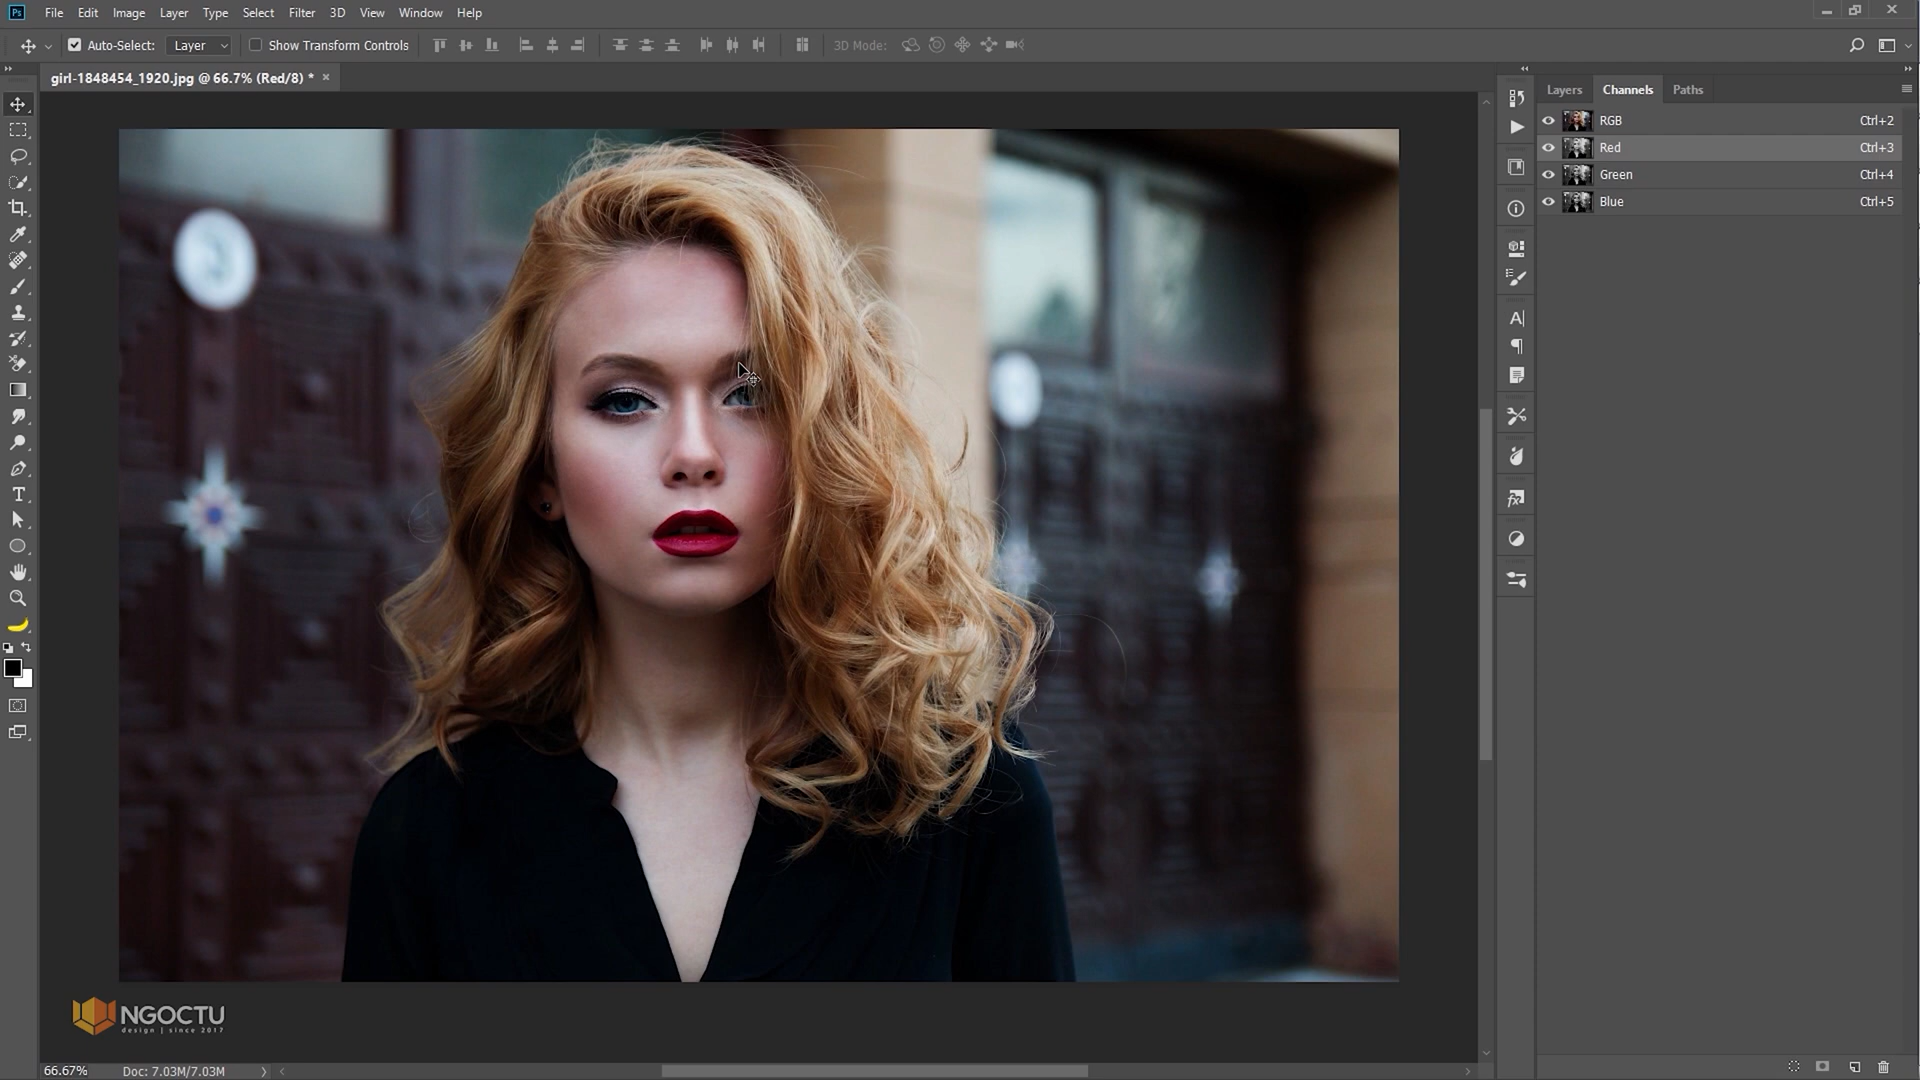 Ps File Edit Image Layer Type Select Filter 3D View Window Help
Auto-Select: Layer Show Transform Controls 3D Mode:
girl-1848454_1920.jpg @ 66.7% (Red/8) * ×
Layers Channels Paths
RGB Ctrl+2
Red Ctrl+3
Green Ctrl+4
Blue Ctrl+5
NGOCTU
design | since 2017
66.67% Doc: 7.03M/7.03M